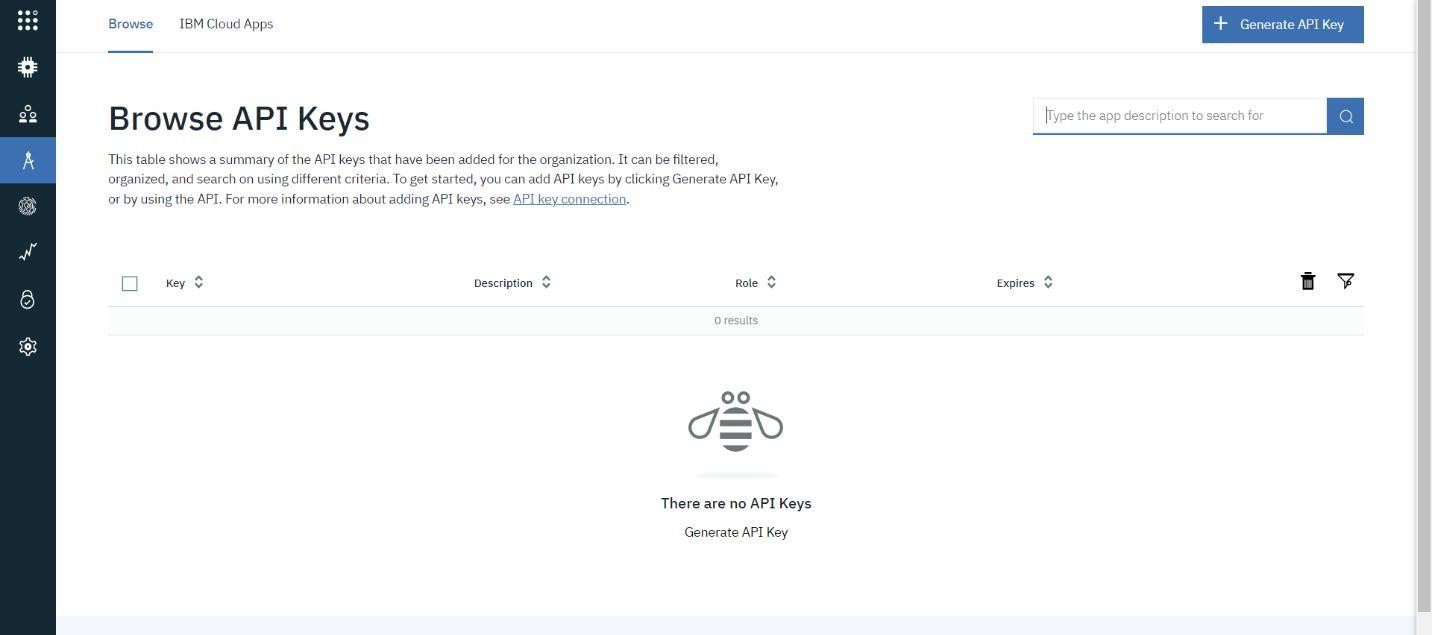 Browse IBM Cloud Apps Generate API Key
Browse API Keys
Type the app description to search for
This table shows a summary of the API keys that have been added for the organization. It can be filtered,
organized, and search on using different criteria. To get started, you can add API keys by clicking Generate API Key,
or by using the API. For more information about adding API keys, see API key connection.
Key Description Role Expires
0 results
There are no API Keys
Generate API Key